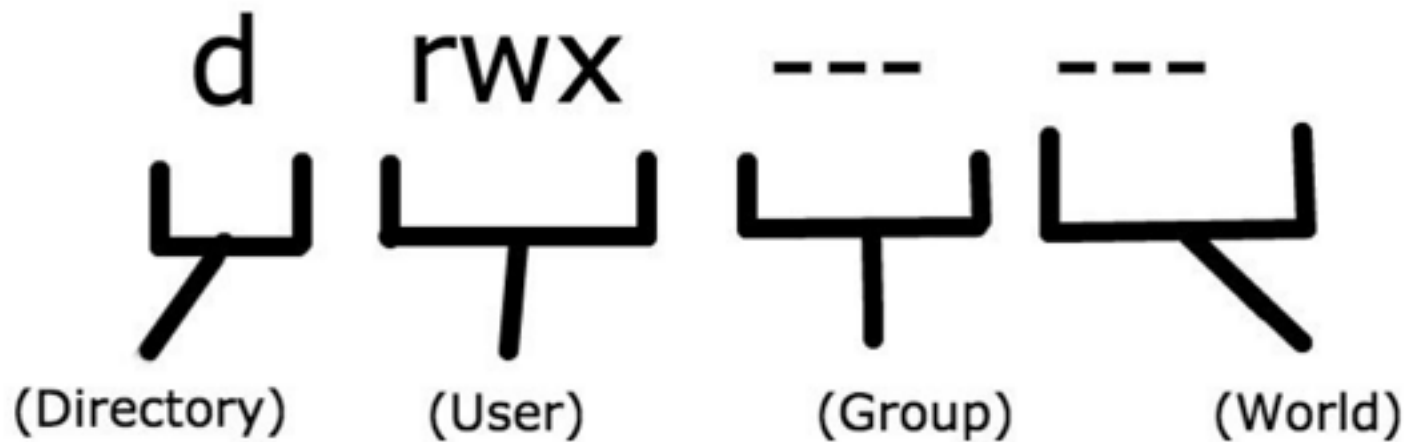 d rwx --- ---
(Directory) (User) (Group) (World)